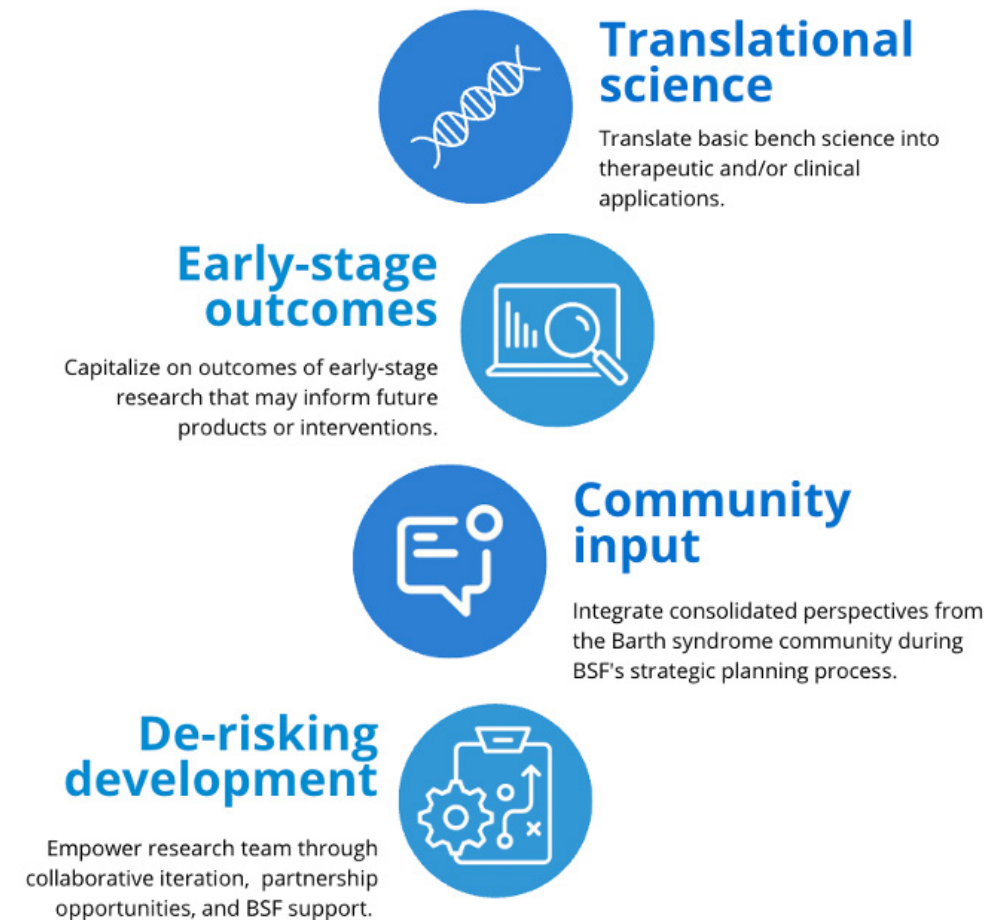 Translational
science
Translate basic bench science into
therapeutic and/or clinical
applications.
Early-stage
outcomes
Capitalize on outcomes of early-stage
research that may inform future
products or interventions.
Community
input
Integrate consolidated perspectives from
the Barth syndrome community during
BSF's strategic planning process.
De-risking
development
Empower research team through
collaborative iteration, partnership
opportunities, and BSF support.